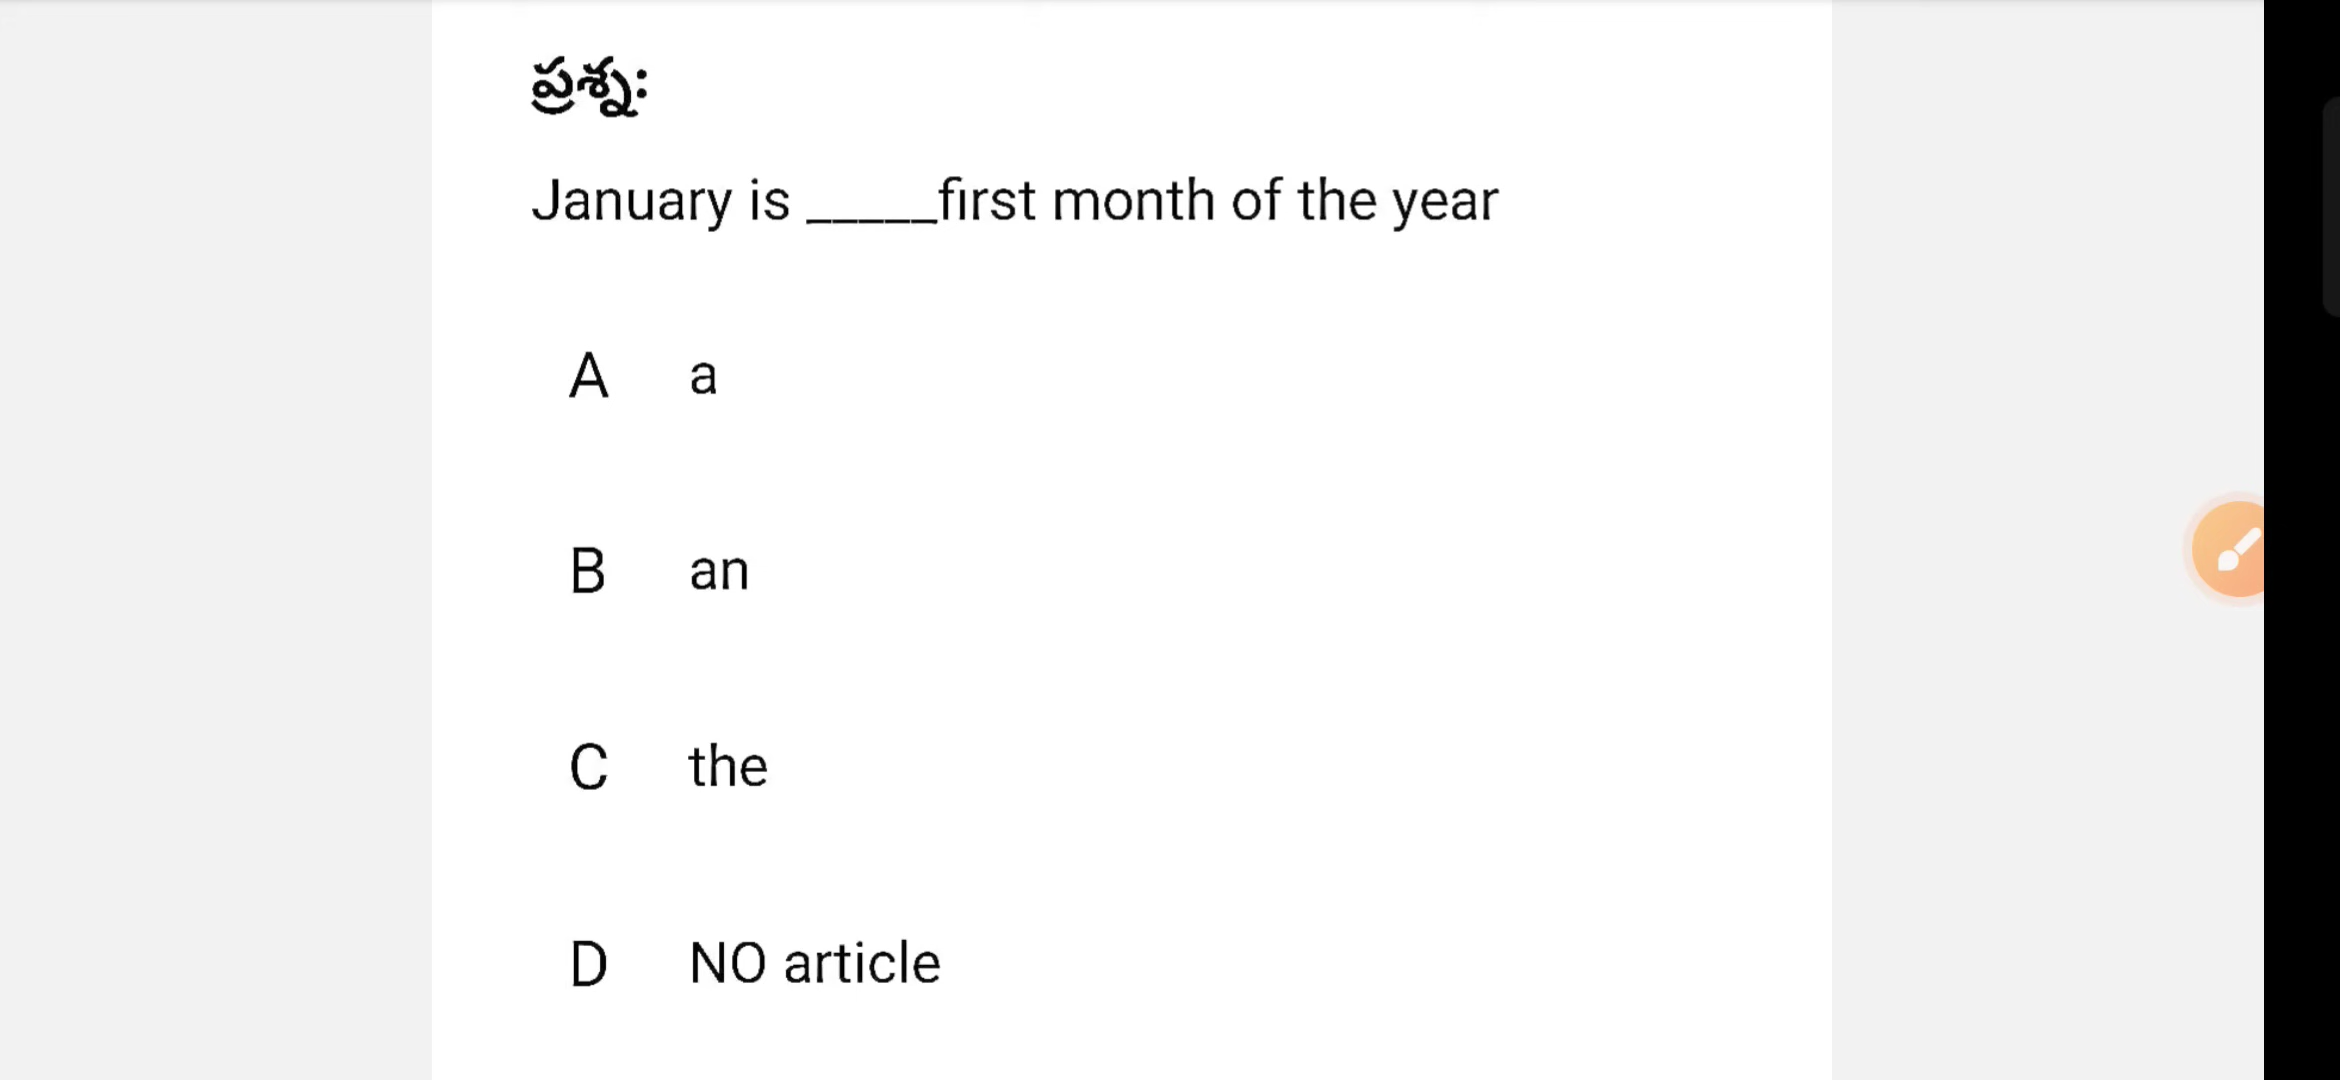 ప్రశ్న:
January is _____first month of the year
A a
B an
C the
D NO article